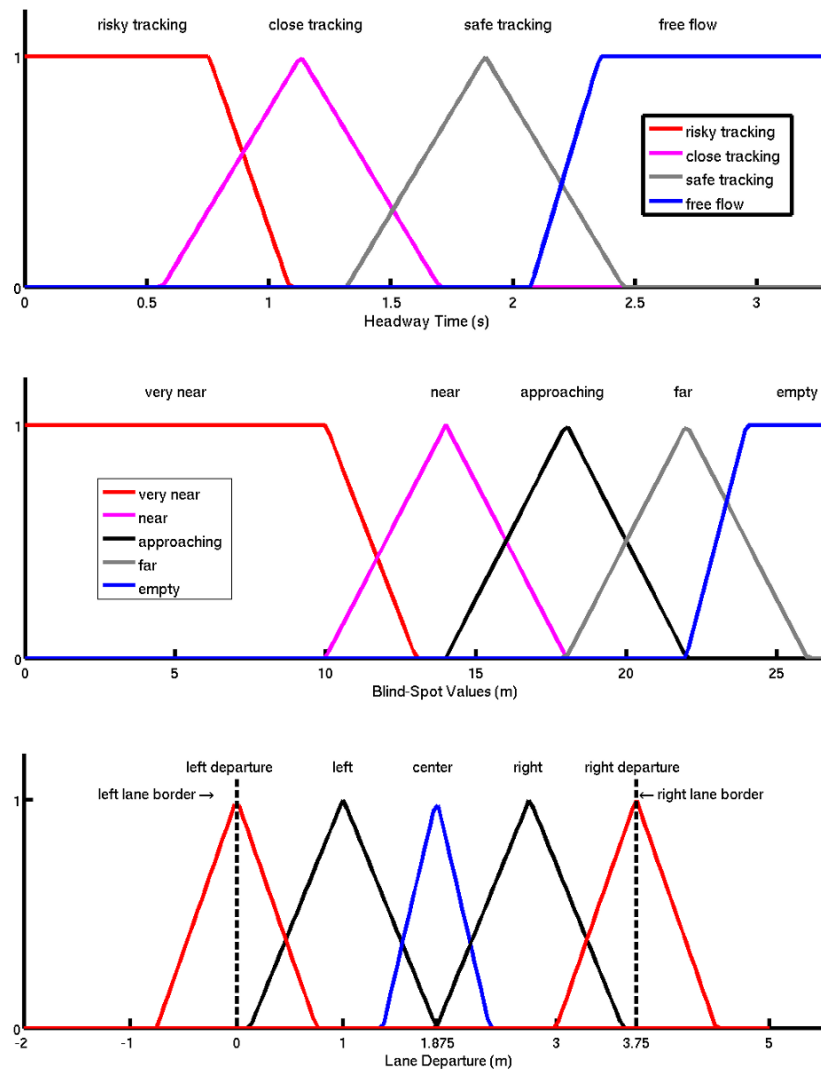 risky tracking close tracking safe tracking free flow
1
risky tracking
close tracking
safe tracking
free flow
0
0 0.5 1 1.5 2 2.5 3
Headway Time (s)
very near near approaching far empty
1
very near
near
approaching
far
empty
0
0 5 10 15 20 25
Blind-Spot Values (m)
left departure left center right right departure
left lane border → ← right lane border
1
0
-2 -1 0 1 1.875 3 3.75 5
Lane Departure (m)